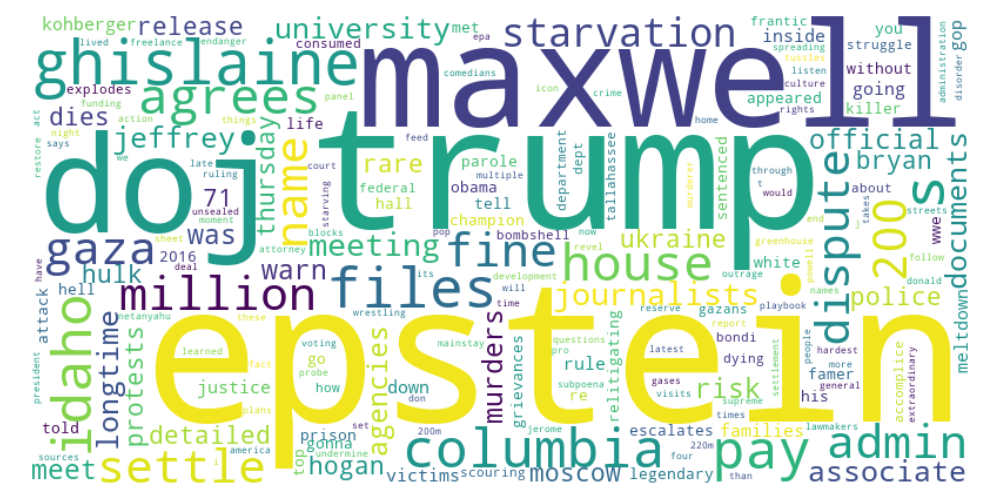 kohberger
release
lived
freelance
endanger
explodes
university
consumed
met
epa
starvation
frantic
inside
spreading
tussles
listen
culture
rights
you
struggle
without
going
killer
gop
administration
disorder
ghislaine
maxwell
comedians
icon
crime
panel
home
appeared
agrees
funding
act
restore
dies
action
things
night
says
we
jeffrey
life
late
court
ruling
71
unsealed
moment
was
2016
thursday
name
starving
doj
trump
feed
multiple
rare
parole
federal
hall
obama
tell
champion
department
dept
tallahassee
sentenced
murderer
through
t
would
official
bryan
about
takes
j
streets
wwe
follow
donald
documents
s
dispute
200
gaza
sheet
deal
have
hulk
hell
attack
netanyahu
million
warn
blocks
attorney
pop
meeting
its
fine
bombshell
now
revel
development
will
time
wrestling
files
house
ukraine
outrage
white
end
greenhouse
powell
names
journalists
reserve
gazans
bondi
playbook
police
meltdown
idaho
longtime
protests
president
told
sources
meet
these
learned
fact
voting
probe
plans
go
how
justice
detailed
settle
i
america
gonna
top
prison
set
undermine
hogan
agencies
down
don
200m
victims
scouring
epstein
mainstay
questions
pro
subpoena
murders
grievances
jerome
rule
re
relitigating
latest
gases
visits
report
risk
dying
families
times
four
220m
than
settlement
supreme
people
hardest
more
general
famer
his
accomplice
extraordinary
lawmakers
columbia
escalates
moscow
legendary
pay
admin
associate